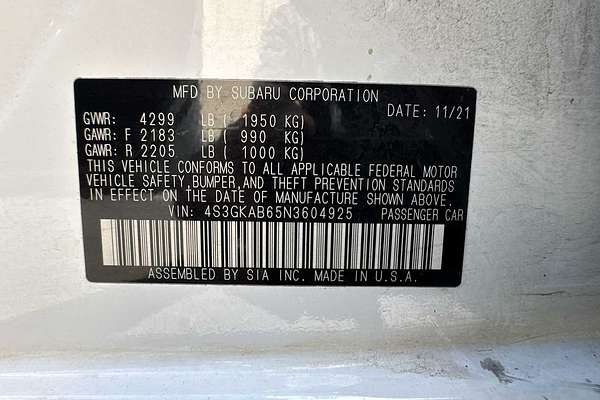 MFD BY SUBARU CORPORATION
DATE: 11/21
GVWR: 4299 LB ( 1950 KG)
GAWR: F 2183 LB ( 990 KG)
GAWR: R 2205 LB ( 1000 KG)
THIS VEHICLE CONFORMS TO ALL APPLICABLE FEDERAL MOTOR
VEHICLE SAFETY,BUMPER,AND THEFT PREVENTION STANDARDS
IN EFFECT ON THE DATE OF MANUFACTURE SHOWN ABOVE.
VIN: 4S3GKAB65N3604925 PASSENGER CAR
ASSEMBLED BY SIA INC. MADE IN U.S.A.